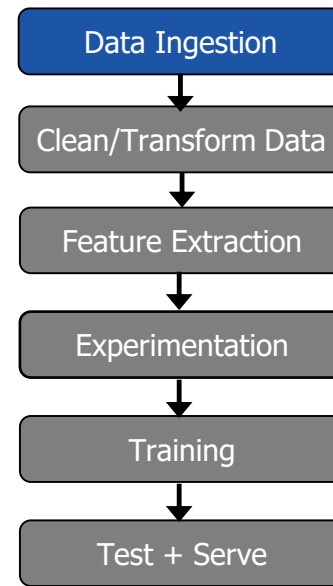 Data Ingestion
Clean/Transform Data
Feature Extraction
Experimentation
Training
Test + Serve